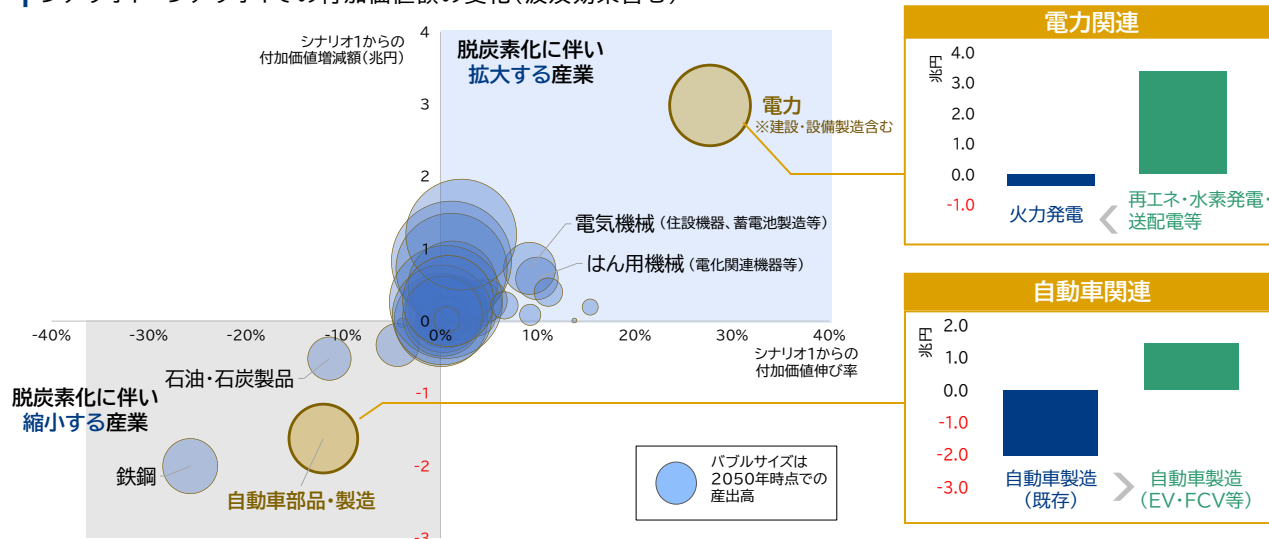 シナリオ1からの
付加価値増減額(兆円)
4
3
2
1
0
-1
-2
-3
-40%
-30%
-20%
-10%
0%
10%
20%
30%
40%
シナリオ1からの
付加価値伸び率
脱炭素化に伴い
拡大する産業
電力
※建設・設備製造含む
電気機械(住設機器、蓄電池製造等)
はん用機械(電化関連機器等)
石油・石炭製品
脱炭素化に伴い
縮小する産業
鉄鋼
自動車部品・製造
バブルサイズは
2050年時点での
産出高
電力関連
兆円
4.0
3.0
2.0
1.0
0.0
-1.0
火力発電
再エネ・水素発電・
送配電等
自動車関連
兆円
2.0
1.0
0.0
-1.0
-2.0
-3.0
自動車製造
(既存)
自動車製造
(EV・FCV等)